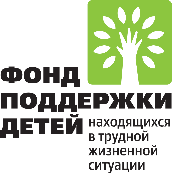 ФОНД
ПОДДЕРЖКИ
ДЕТЕЙ
находящихся
в трудной
жизненной
ситуации